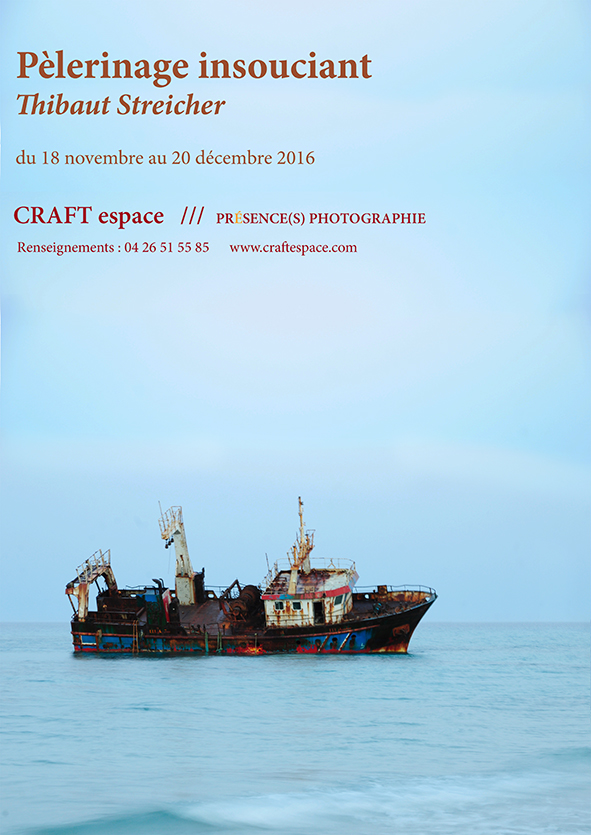 Pèlerinage insouciant
Thibaut Streicher
du 18 novembre au 20 décembre 2016
CRAFT espace /// PRÉSENCE(S) PHOTOGRAPHIE
Renseignements : 04 26 51 55 85 www.craftespace.com